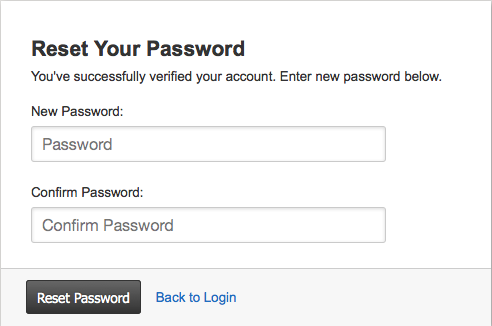 Reset Your Password
You've successfully verified your account. Enter new password below.
New Password:
Password
Confirm Password:
Confirm Password
Reset Password Back to Login